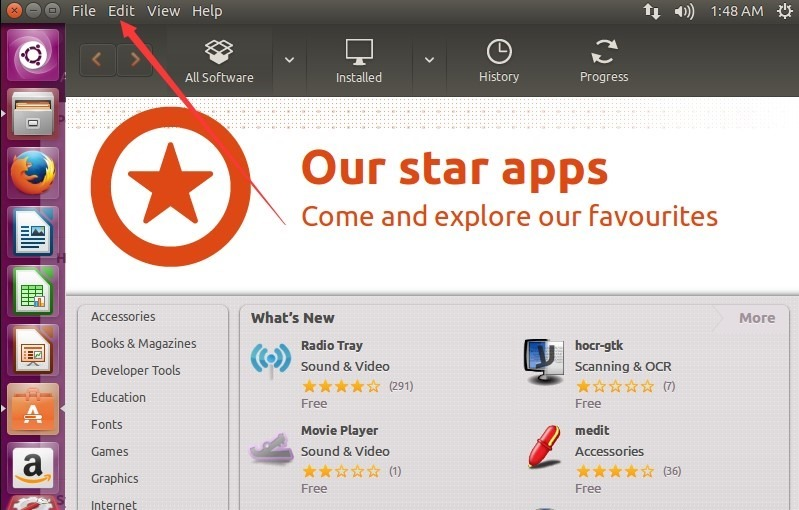 File Edit View Help 1:48 AM
All Software Installed History Progress
Our star apps
Come and explore our favourites
Accessories
Books & Magazines
Developer Tools
Education
Fonts
Games
Graphics
Internet
What's New More
Radio Tray
Sound & Video
(291)
Free
hocr-gtk
Scanning & OCR
(7)
Free
Movie Player
Sound & Video
(1)
Free
medit
Accessories
(36)
Free